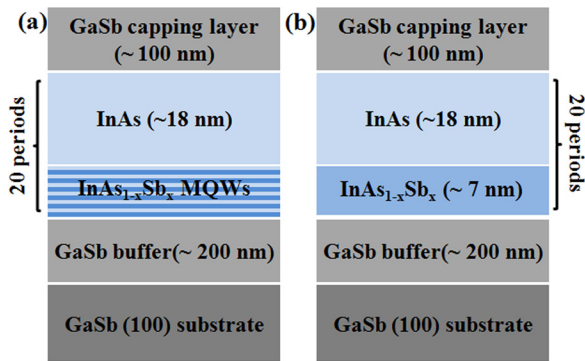 (a)
GaSb capping layer
(~ 100 nm)
20 periods
InAs (~18 nm)
InAs₁₋ₓSbₓ MQWs
GaSb buffer(~ 200 nm)
GaSb (100) substrate
(b)
GaSb capping layer
(~ 100 nm)
InAs (~18 nm)
20 periods
InAs₁₋ₓSbₓ (~ 7 nm)
GaSb buffer(~ 200 nm)
GaSb (100) substrate